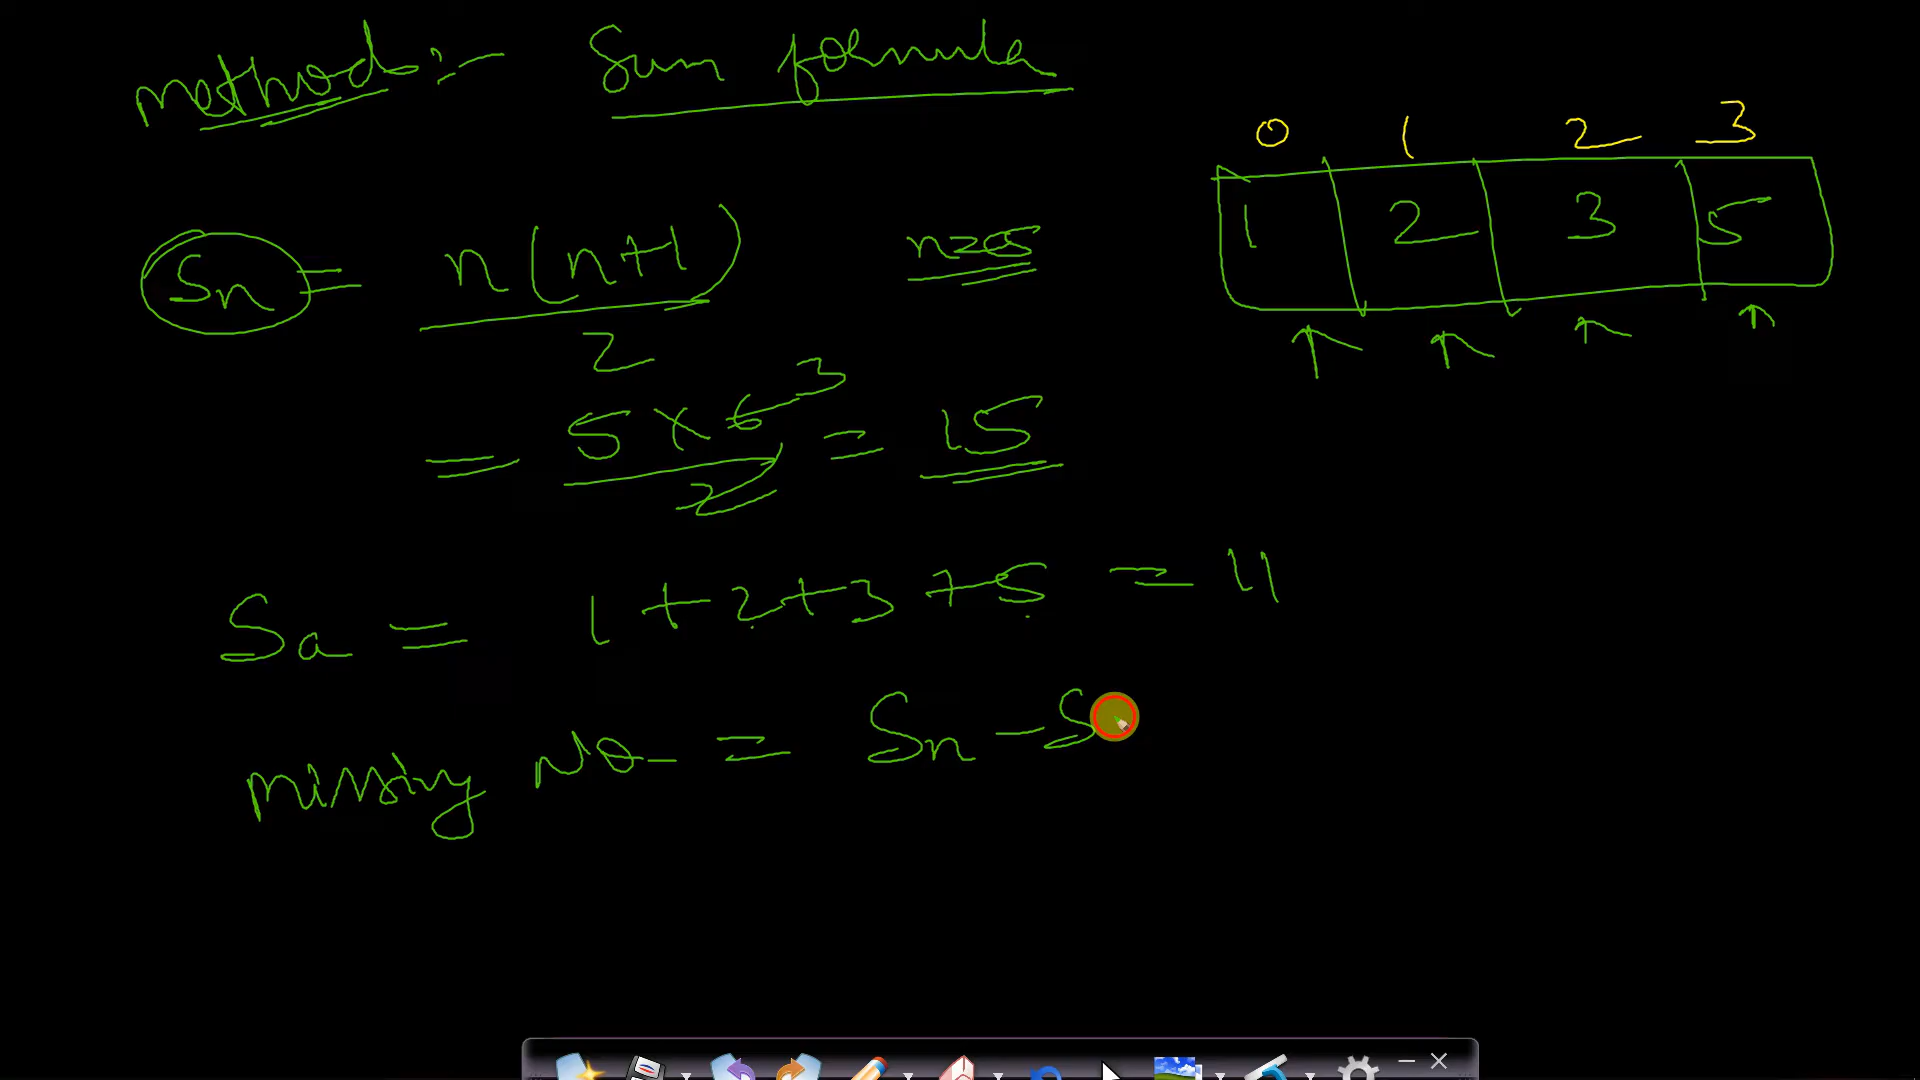 Method :- Sum formula
0 1 2 3
1 2 3 5
Sn = n(n+1)
2
n=5
= 5 × 6 3 = 15
2
Sa = 1+2+3+5 = 11
missing No = Sn - S